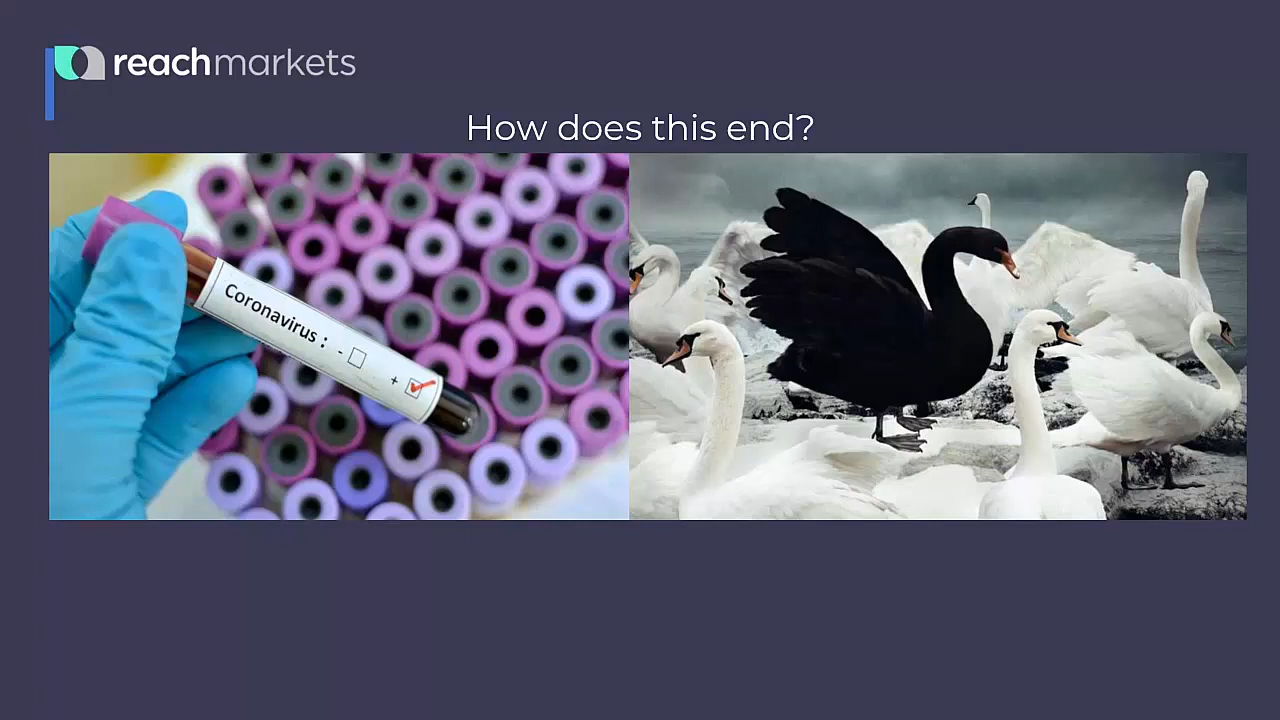 reachmarkets
How does this end?
Coronavirus :
-
+